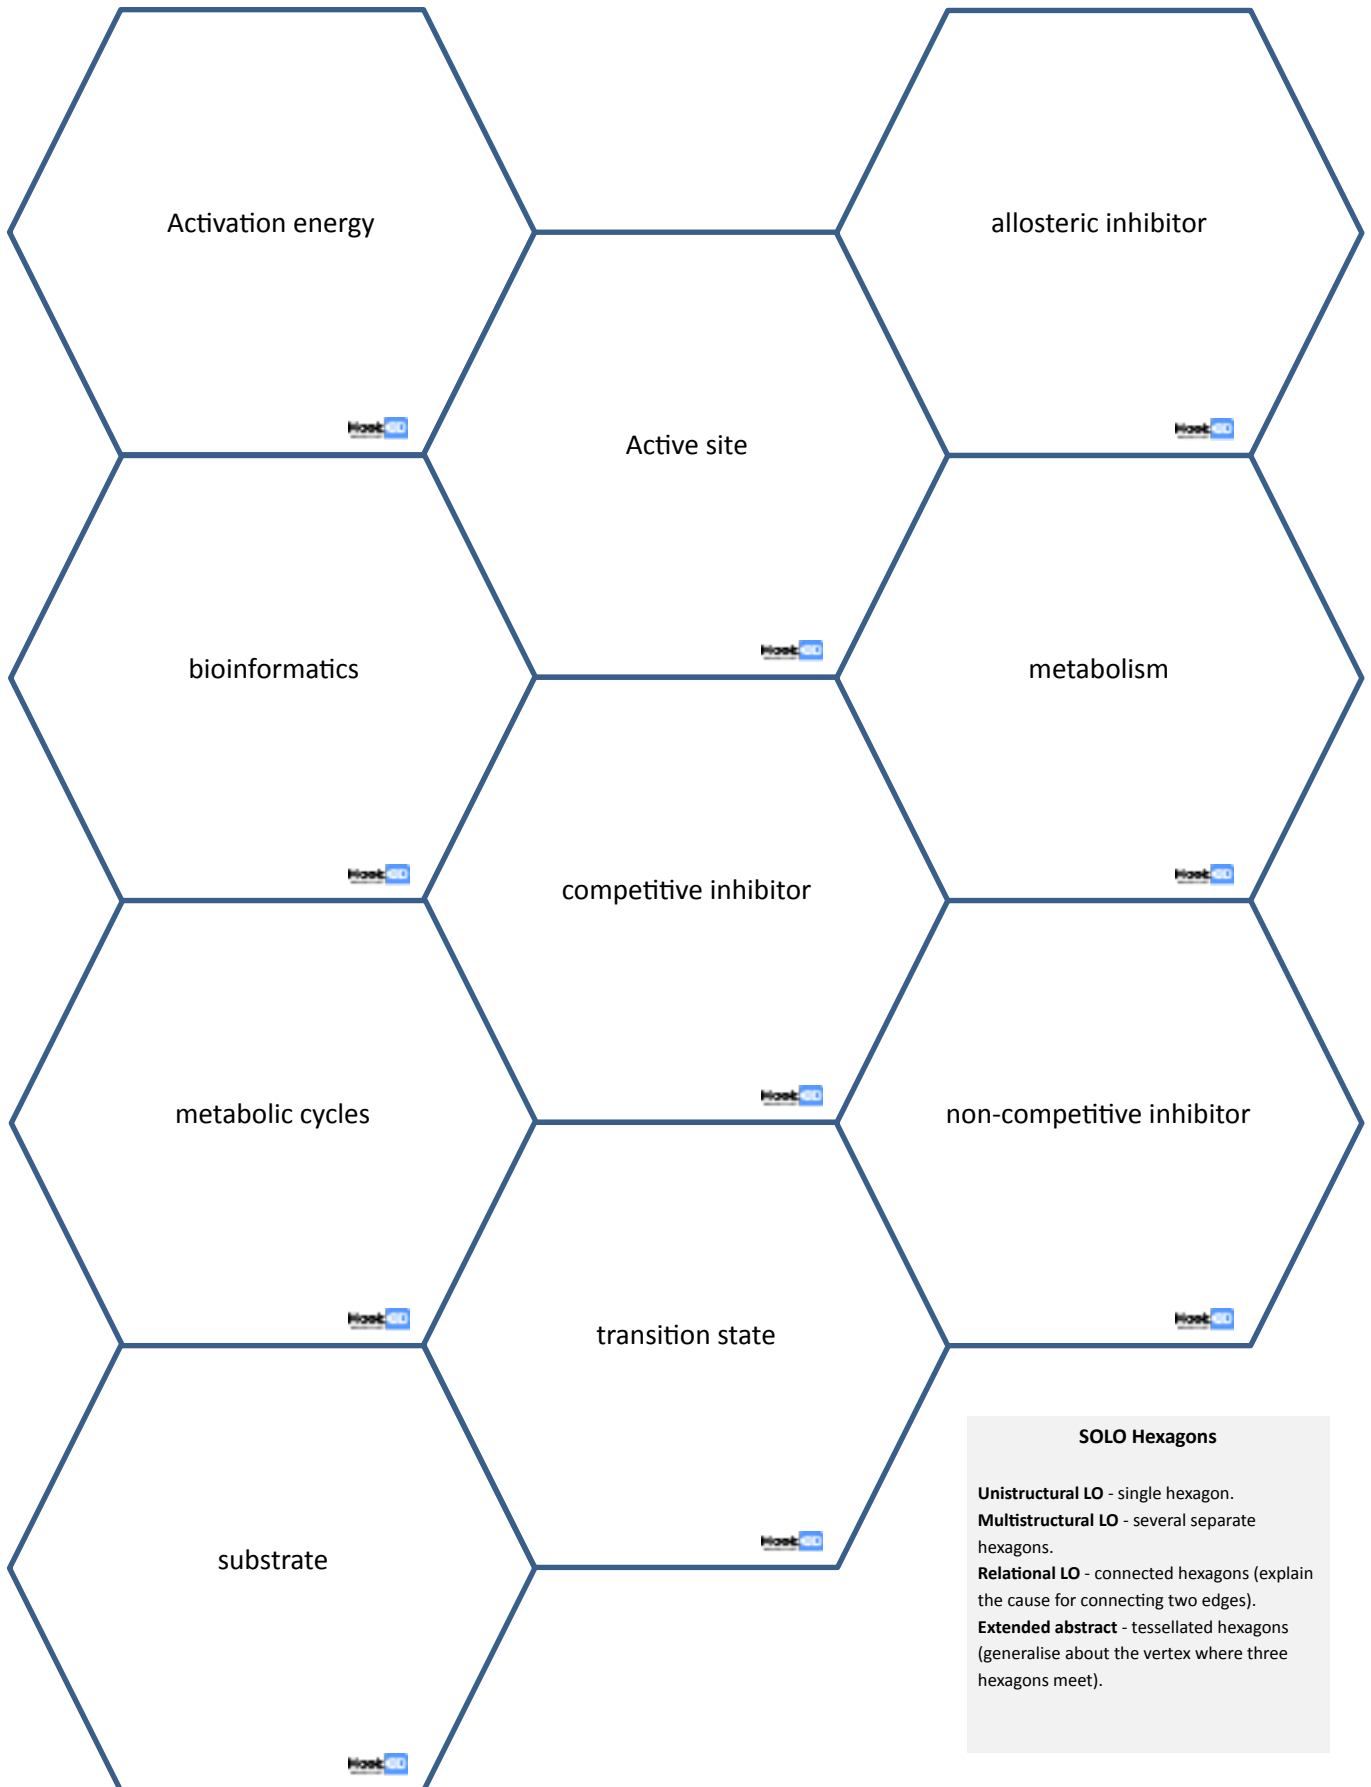 Activation energy
allosteric inhibitor
Active site
bioinformatics
metabolism
competitive inhibitor
metabolic cycles
non-competitive inhibitor
transition state
substrate
SOLO Hexagons
Unistructural LO - single hexagon.
Multistructural LO - several separate
hexagons.
Relational LO - connected hexagons (explain
the cause for connecting two edges).
Extended abstract - tessellated hexagons
(generalise about the vertex where three
hexagons meet).